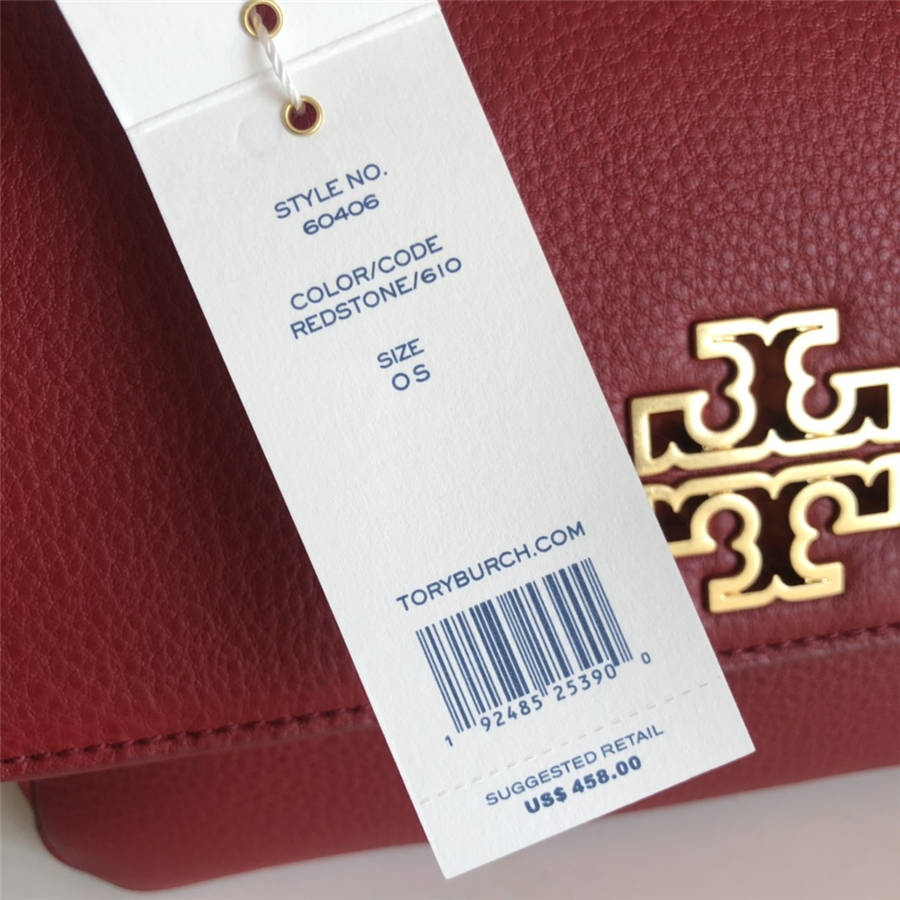 STYLE NO.
60406
COLOR/CODE
REDSTONE/610
SIZE
OS
TORYBURCH.COM
1 92485 25390 0
SUGGESTED RETAIL
US$ 458.00